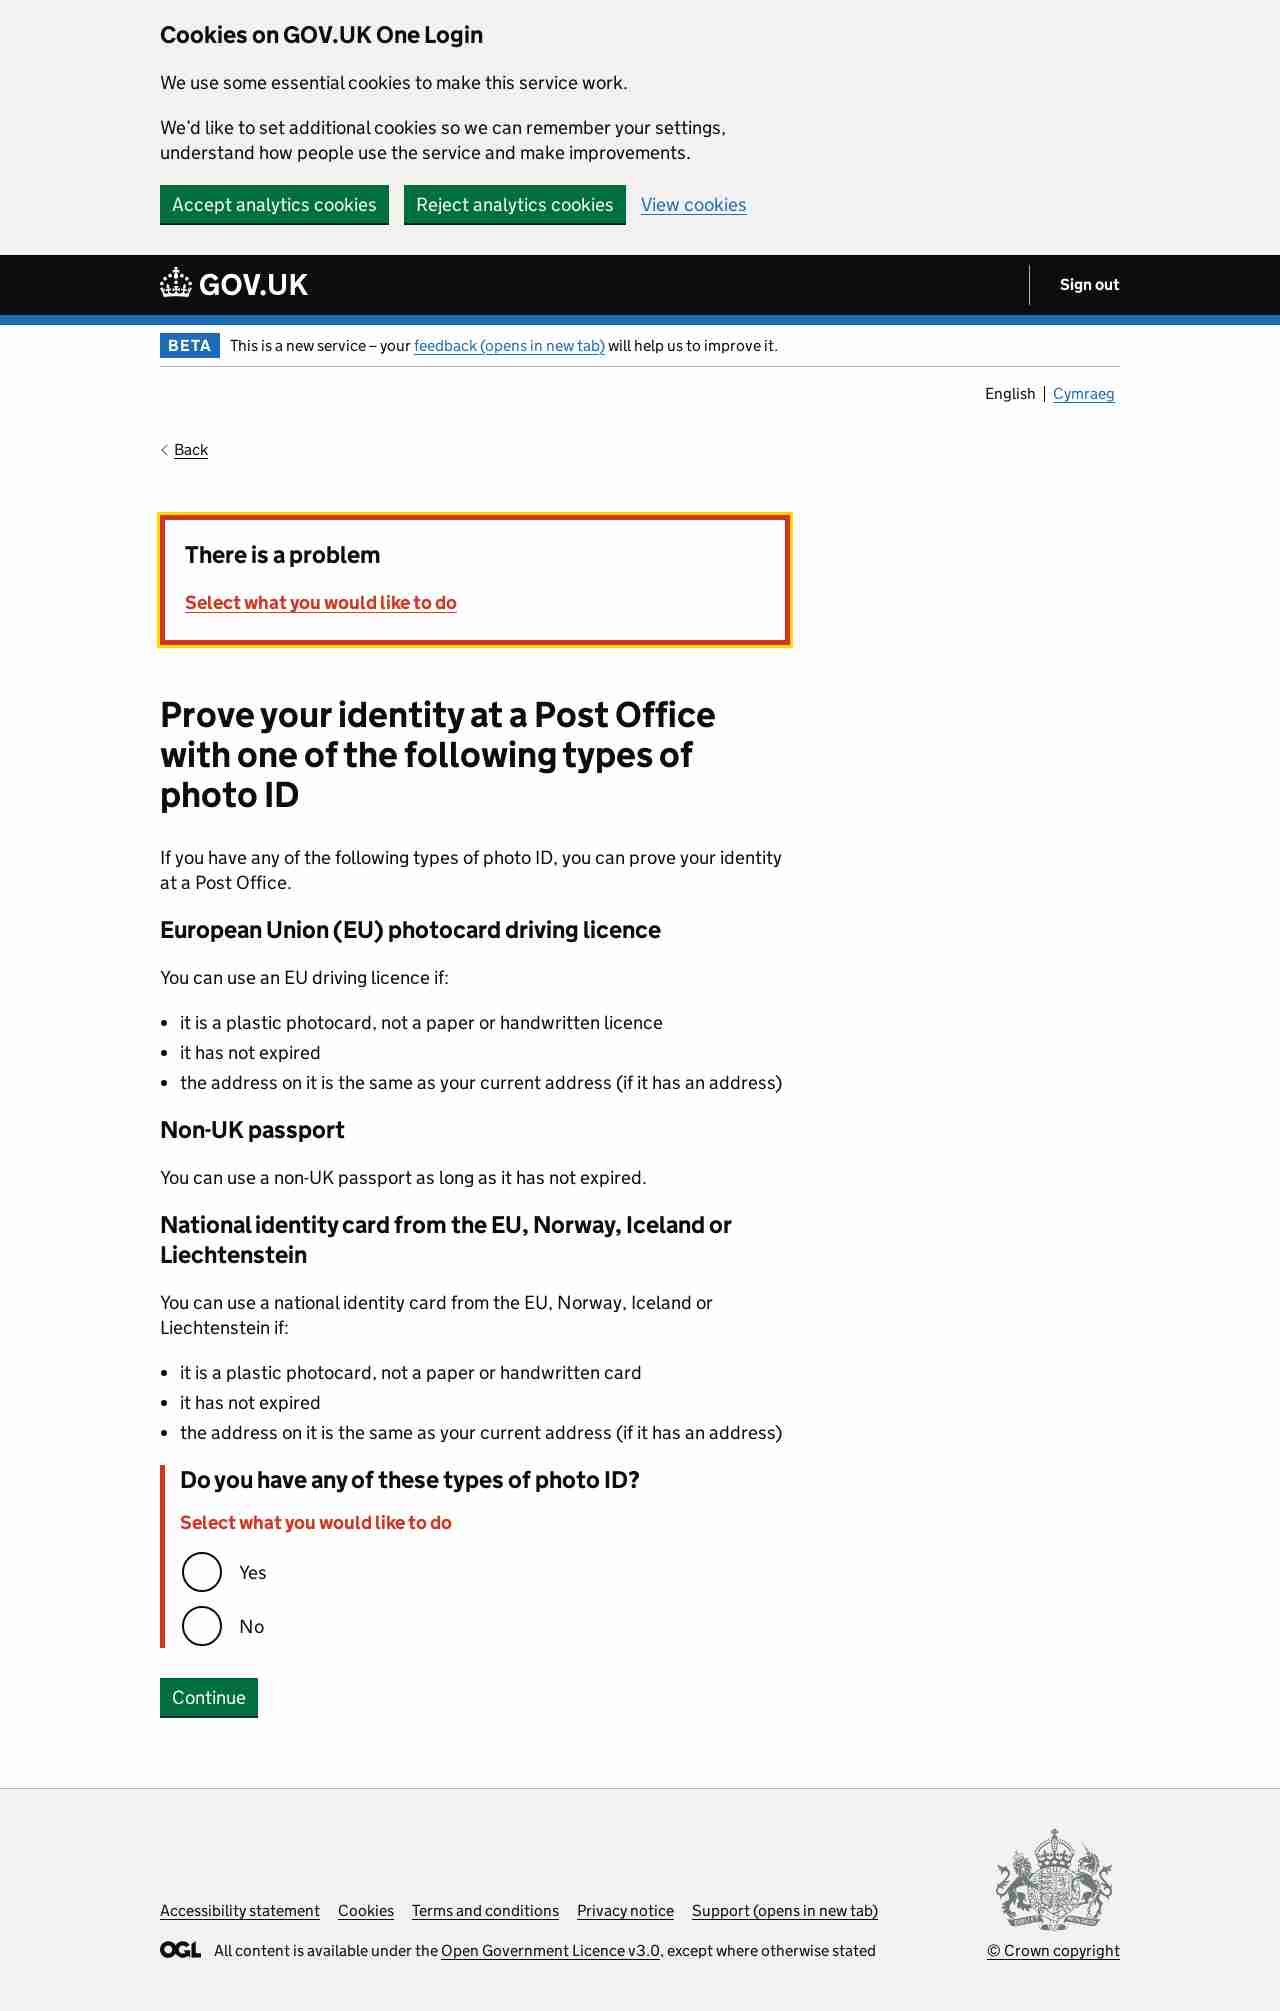 Cookies on GOV.UK One Login
We use some essential cookies to make this service work.
We’d like to set additional cookies so we can remember your settings,
understand how people use the service and make improvements.
Accept analytics cookies
Reject analytics cookies
View cookies
GOV.UK
Sign out
BETA
This is a new service – your feedback (opens in new tab) will help us to improve it.
English
Cymraeg
Back
There is a problem
Select what you would like to do
Prove your identity at a Post Office
with one of the following types of
photo ID
If you have any of the following types of photo ID, you can prove your identity
at a Post Office.
European Union (EU) photocard driving licence
You can use an EU driving licence if:
• it is a plastic photocard, not a paper or handwritten licence
• it has not expired
• the address on it is the same as your current address (if it has an address)
Non-UK passport
You can use a non-UK passport as long as it has not expired.
National identity card from the EU, Norway, Iceland or
Liechtenstein
You can use a national identity card from the EU, Norway, Iceland or
Liechtenstein if:
• it is a plastic photocard, not a paper or handwritten card
• it has not expired
• the address on it is the same as your current address (if it has an address)
Do you have any of these types of photo ID?
Select what you would like to do
Yes
No
Continue
Accessibility statement
Cookies
Terms and conditions
Privacy notice
Support (opens in new tab)
OGL
All content is available under the Open Government Licence v3.0, except where otherwise stated
© Crown copyright